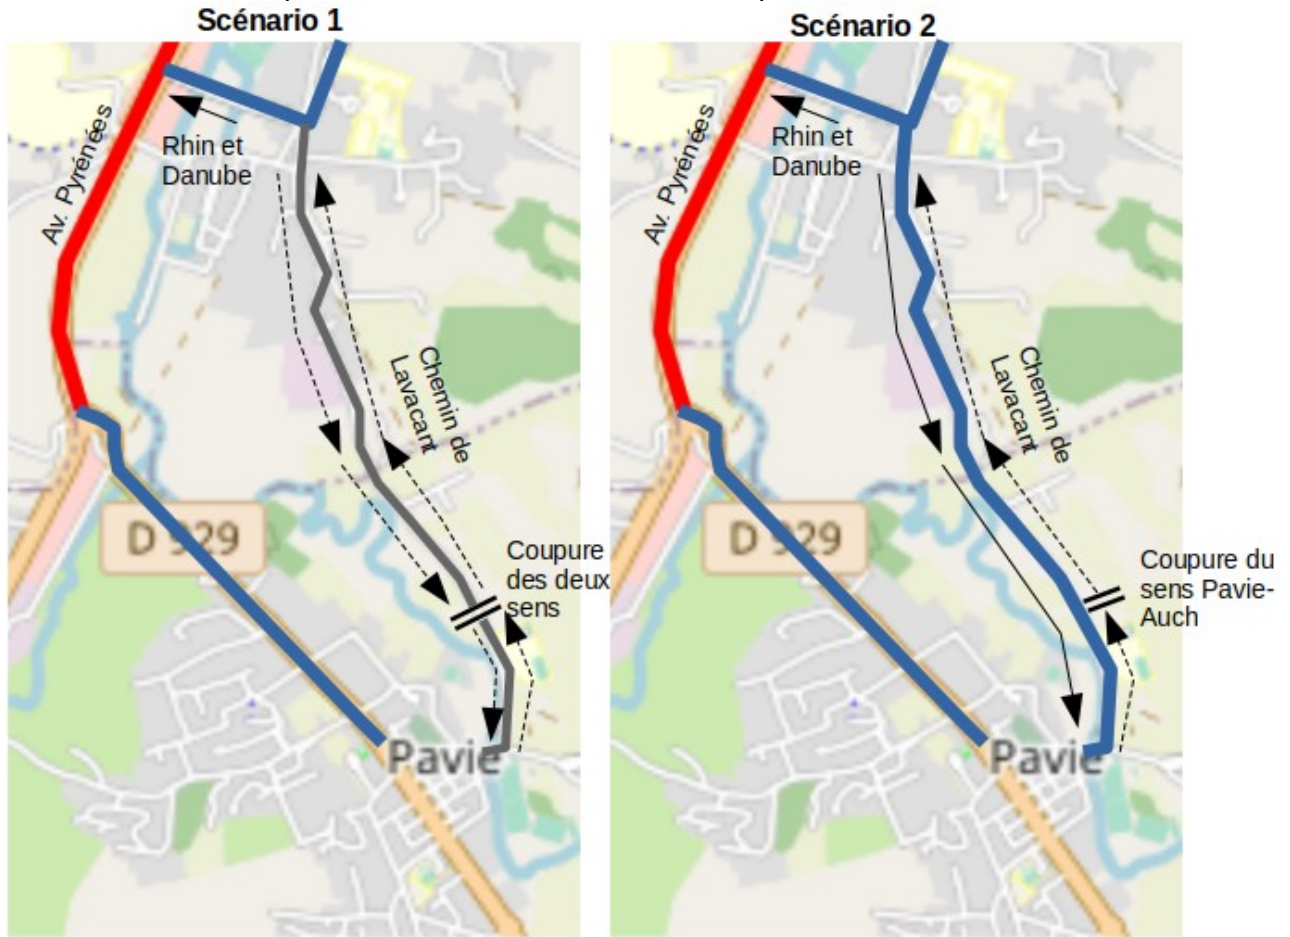 Scénario 1
Av. Pyrénées
Rhin et
Danube
Chemin de
Lavacant
D 929
Coupure
des deux
sens
Pavie
Scénario 2
Av. Pyrénées
Rhin et
Danube
Chemin de
Lavacant
D 929
Coupure du
sens Pavie-
Auch
Pavie